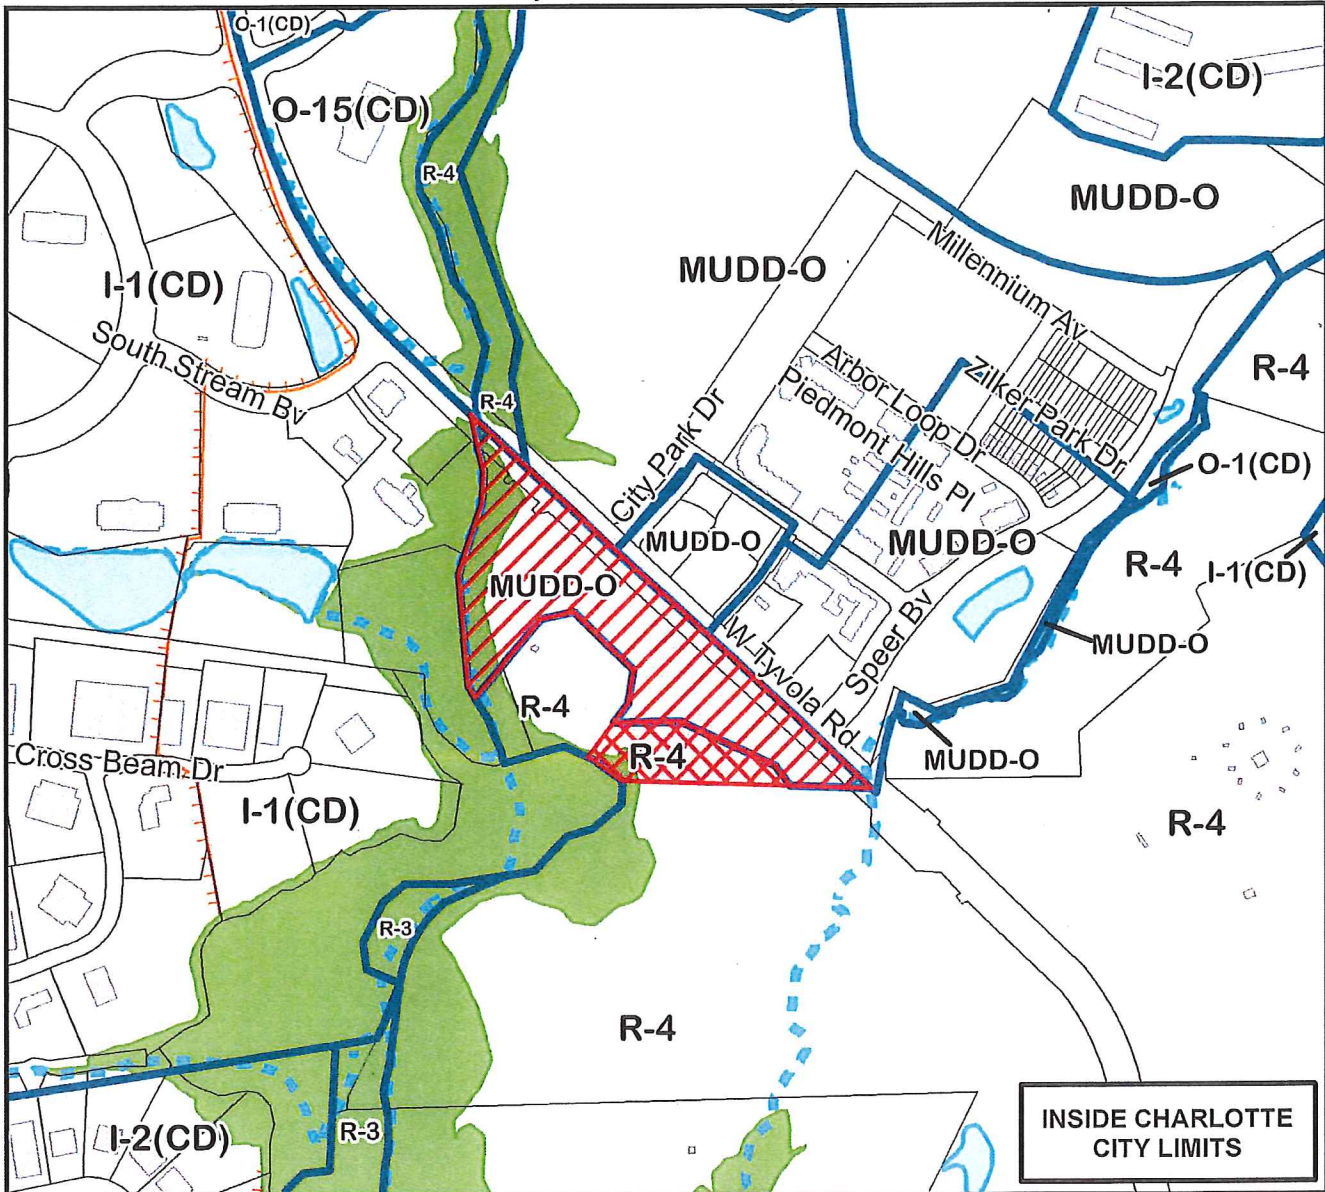 O-1(CD)
O-15(CD)
I-2(CD)
R-4
MUDD-O
MUDD-O
Millennium Av
I-1(CD)
South Stream Bv
Arbor Loop Dr
Zilker Park Dr
Piedmont Hills Pl
R-4
R-4
City Park Dr
O-1(CD)
MUDD-O
MUDD-O
R-4
I-1(CD)
MUDD-O
Speer Bv
MUDD-O
W Tyvola Rd
R-4
R-4
MUDD-O
Cross Beam Dr
I-1(CD)
R-4
R-3
R-4
I-2(CD)
R-3
INSIDE CHARLOTTE
CITY LIMITS